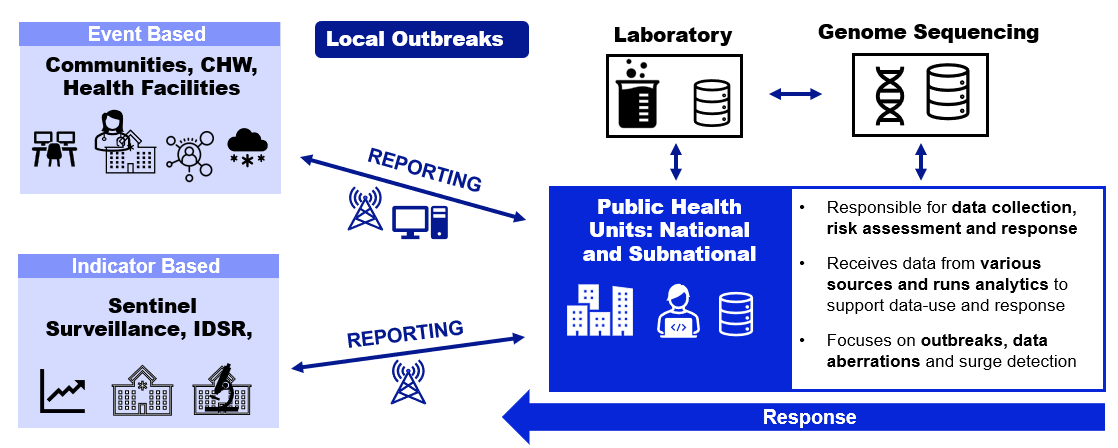 Event Based
Communities, CHW,
Health Facilities
Local Outbreaks
Laboratory
Genome Sequencing
REPORTING
Indicator Based
Sentinel
Surveillance, IDSR,
REPORTING
Public Health
Units: National
and Subnational
</>
• Responsible for data collection,
risk assessment and response
• Receives data from various
sources and runs analytics to
support data-use and response
• Focuses on outbreaks, data
aberrations and surge detection
Response